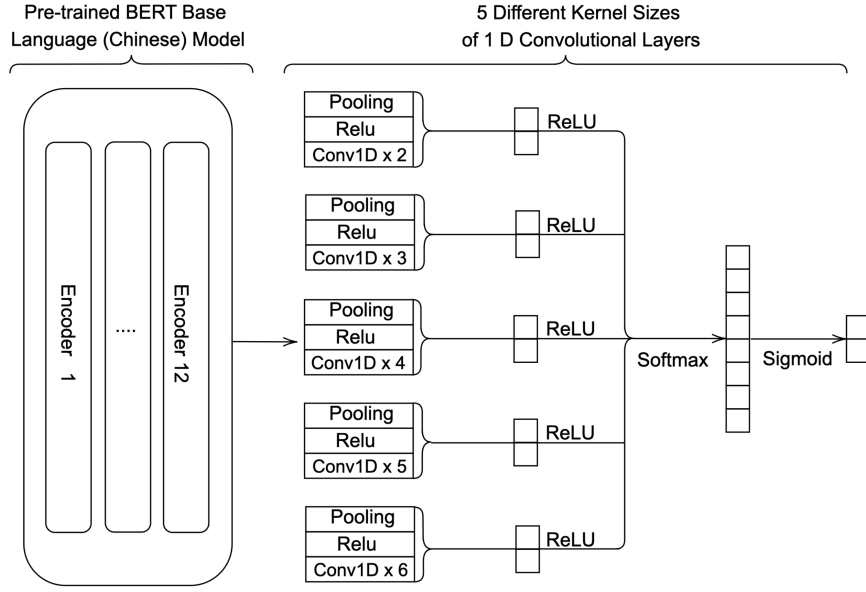 Pre-trained BERT Base
Language (Chinese) Model
5 Different Kernel Sizes
of 1 D Convolutional Layers
Encoder 1
....
Encoder 12
Pooling
Relu
Conv1D x 2
ReLU
Pooling
Relu
Conv1D x 3
ReLU
Pooling
Relu
Conv1D x 4
ReLU
Pooling
Relu
Conv1D x 5
ReLU
Pooling
Relu
Conv1D x 6
ReLU
Softmax
Sigmoid